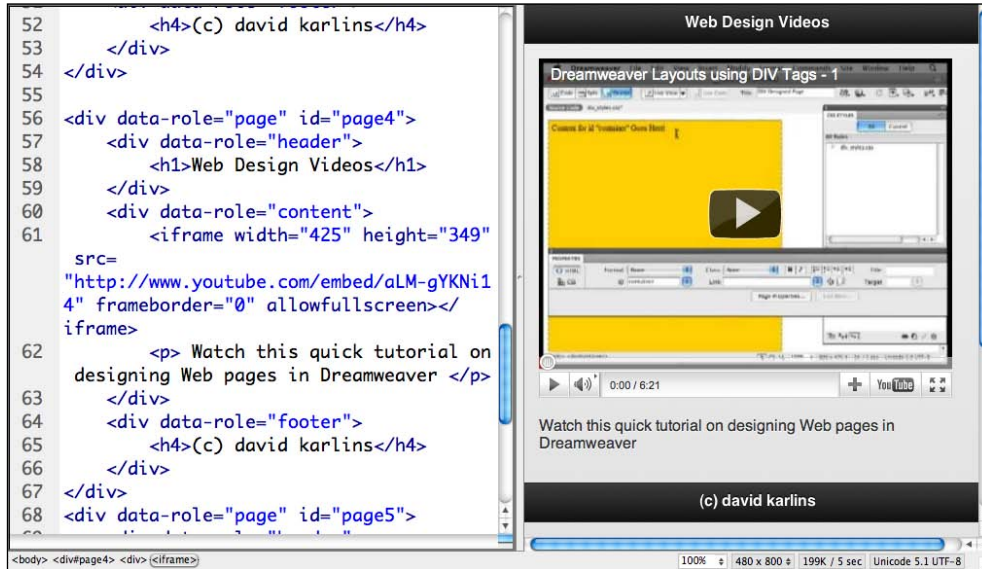 52 <h4>(c) david karlins</h4>
53 </div>
54 </div>
55
56 <div data-role="page" id="page4">
57 <div data-role="header">
58 <h1>Web Design Videos</h1>
59 </div>
60 <div data-role="content">
61 <iframe width="425" height="349"
src=
"http://www.youtube.com/embed/aLM-gYKNi1
4" frameborder="0" allowfullscreen></
iframe>
62 <p> Watch this quick tutorial on
designing Web pages in Dreamweaver </p>
63 </div>
64 <div data-role="footer">
65 <h4>(c) david karlins</h4>
66 </div>
67 </div>
68 <div data-role="page" id="page5">
<body> <div#page4> <div> <iframe>
Web Design Videos
Dreamweaver Layouts using DIV Tags - 1
Content for id "container" Goes Here
0:00 / 6:21
YouTube
Watch this quick tutorial on designing Web pages in
Dreamweaver
(c) david karlins
100% 480 x 800 199K / 5 sec Unicode 5.1 UTF-8